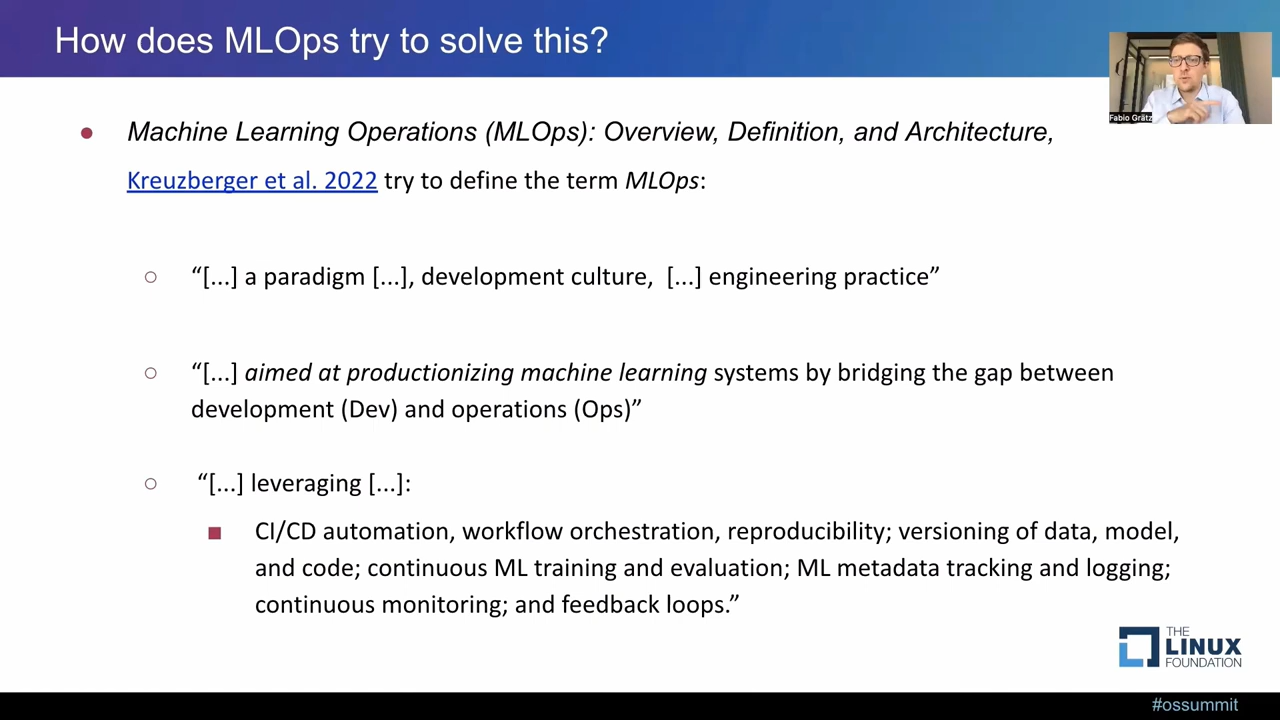 How does MLOps try to solve this?
Fabio Grätz
● Machine Learning Operations (MLOps): Overview, Definition, and Architecture,
Kreuzberger et al. 2022 try to define the term MLOps:
○ “[...] a paradigm [...], development culture, [...] engineering practice”
○ “[...] aimed at productionizing machine learning systems by bridging the gap between
development (Dev) and operations (Ops)”
○ “[...] leveraging [...]:
■ CI/CD automation, workflow orchestration, reproducibility; versioning of data, model,
and code; continuous ML training and evaluation; ML metadata tracking and logging;
continuous monitoring; and feedback loops.”
THE
LINUX
FOUNDATION
#ossummit